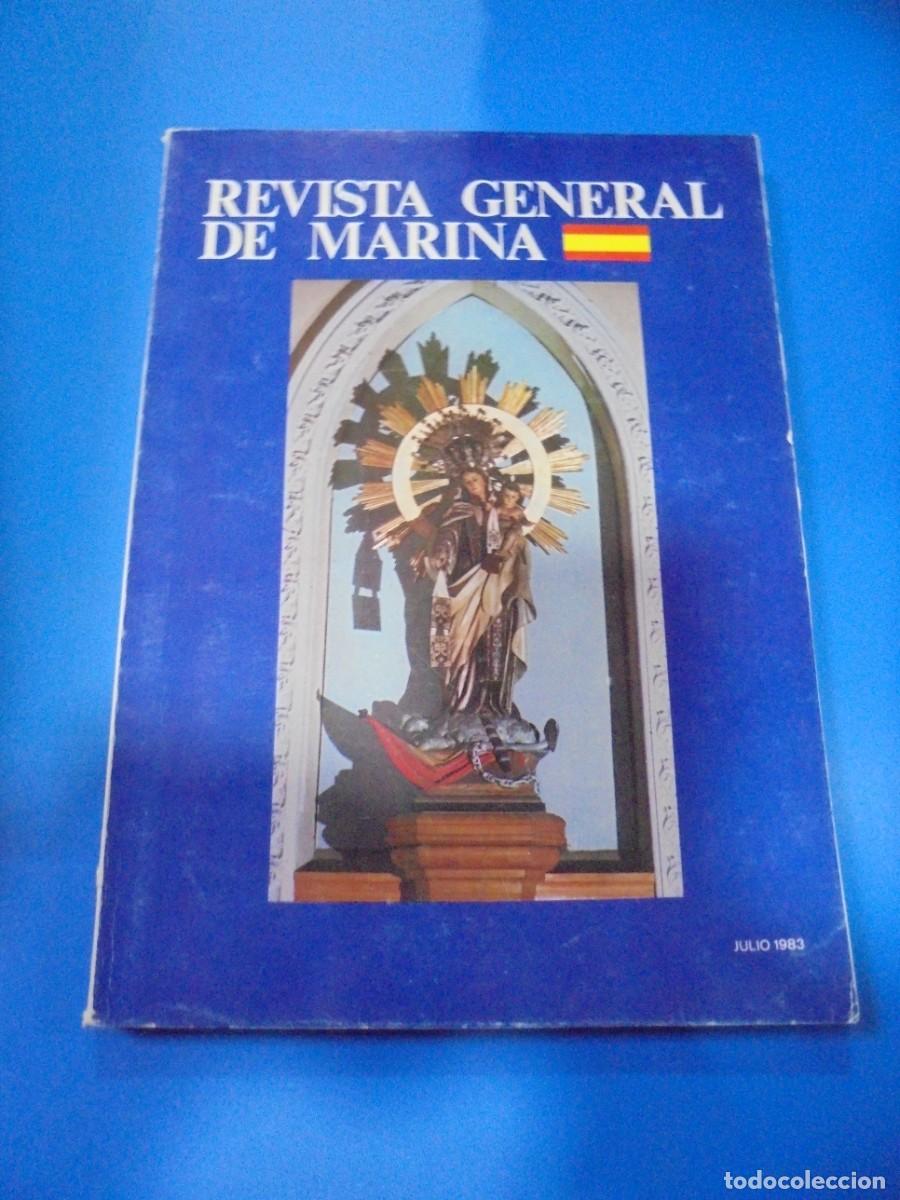 REVISTA GENERAL
DE MARINA
JULIO 1983
todocoleccion